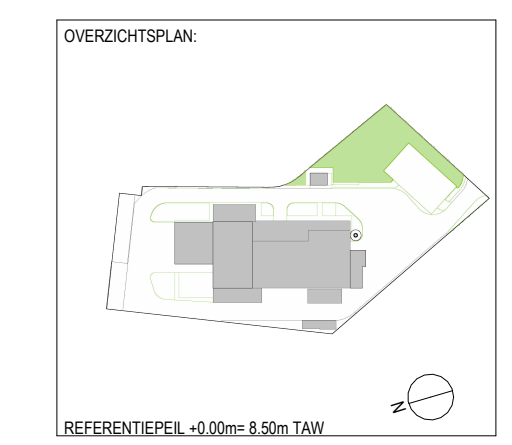 OVERZICHTSPLAN:
N
REFERENTIEPEIL +0.00m= 8.50m TAW